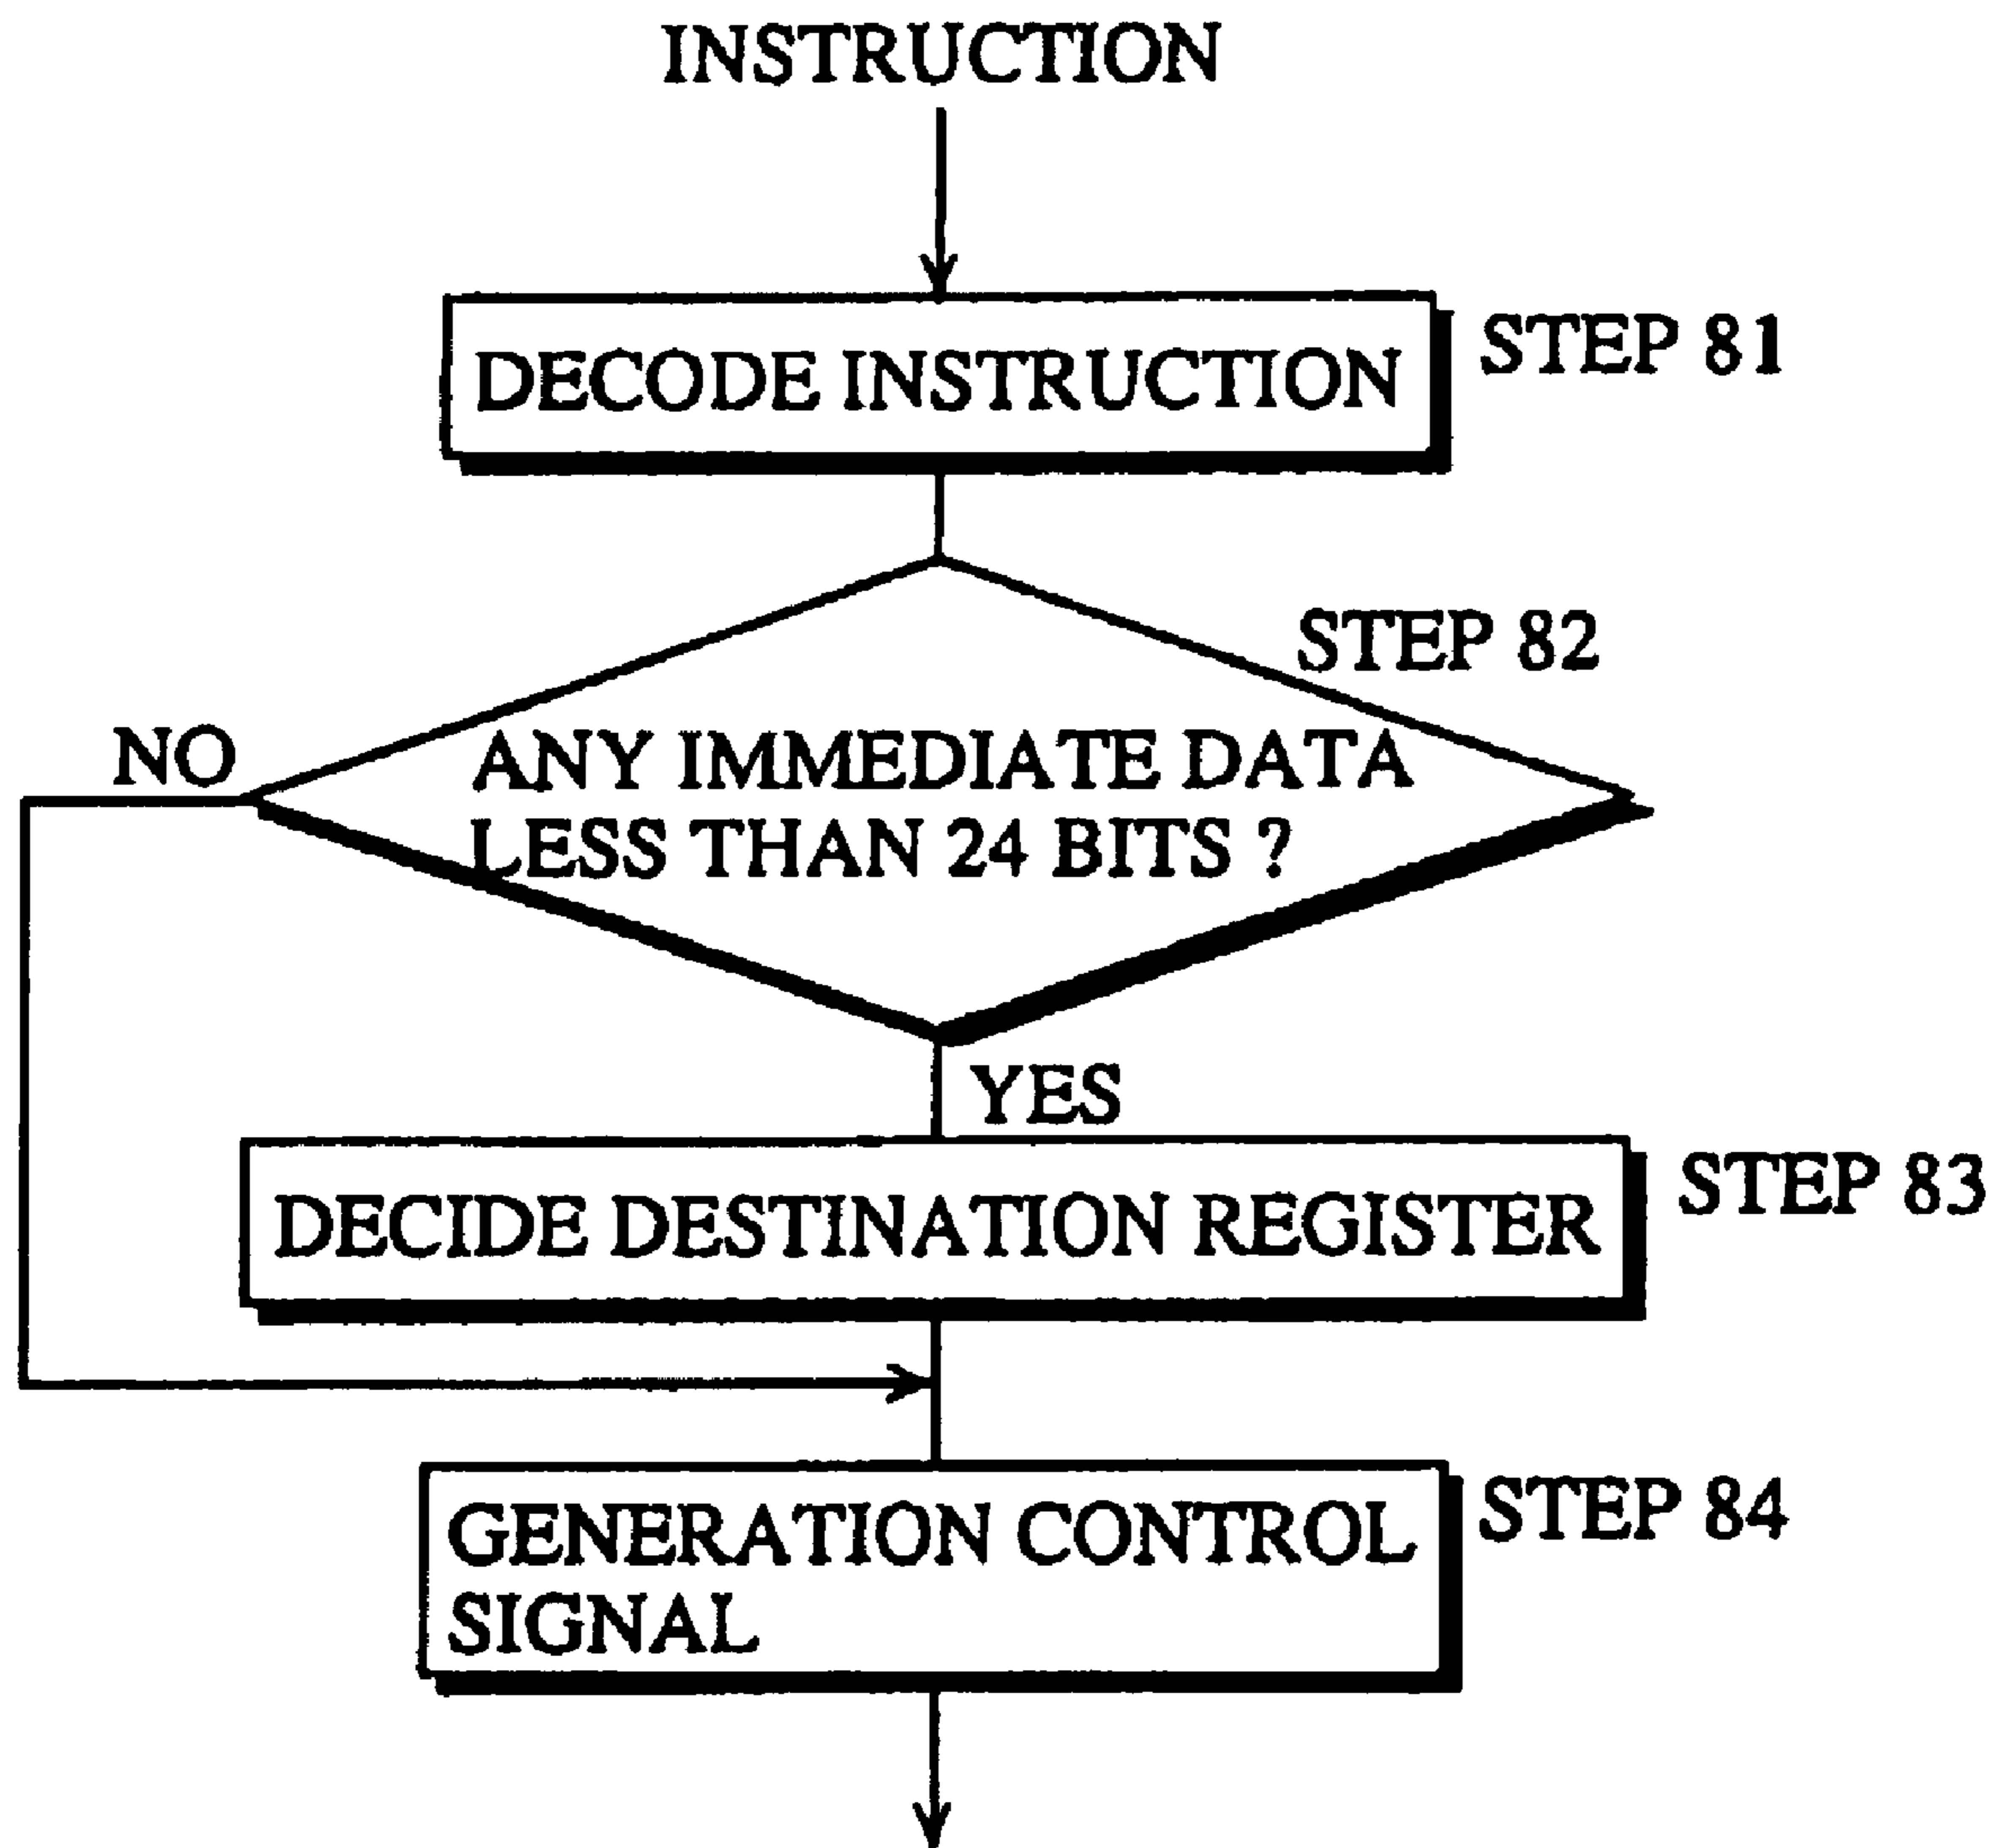 INSTRUCTION
DECODE INSTRUCTION
STEP 81
STEP 82
NO
ANY IMMEDIATE DATA
LESS THAN 24 BITS ?
YES
DECIDE DESTINATION REGISTER
STEP 83
GENERATION CONTROL
SIGNAL
STEP 84